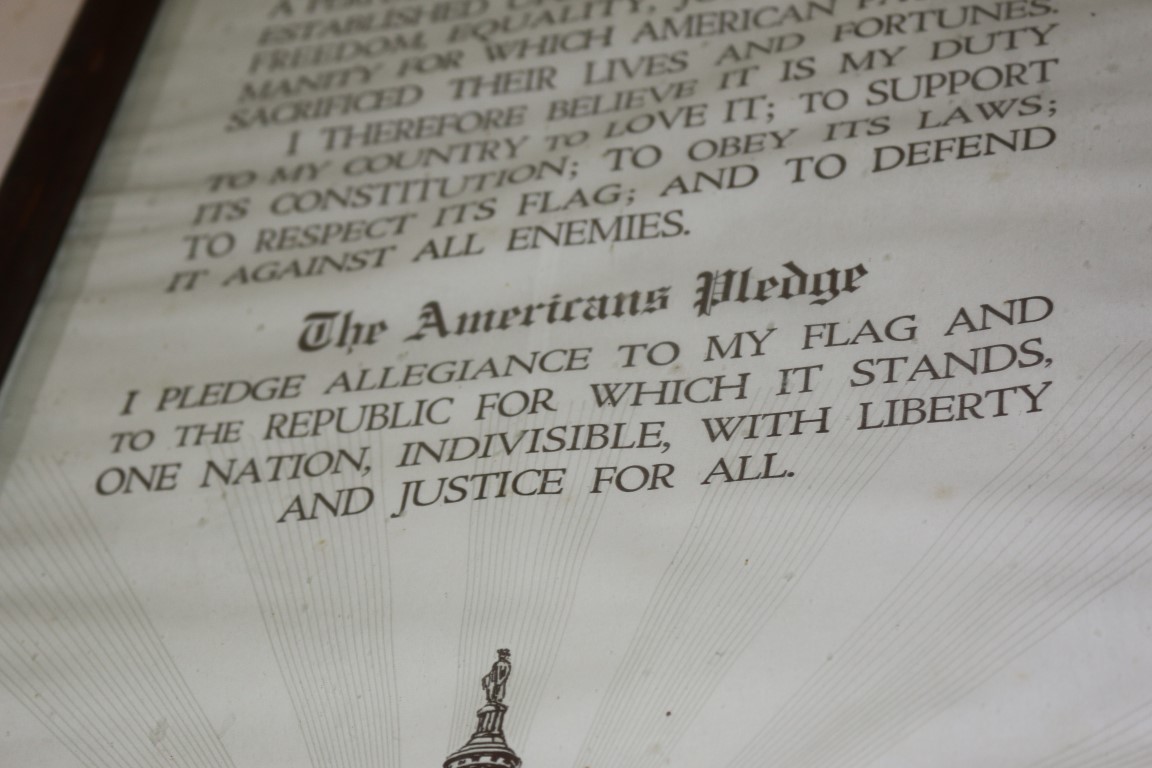 ESTABLISHED
FREEDOM, EQUALITY,
MANITY FOR WHICH AMERICAN
SACRIFICED THEIR LIVES AND FORTUNES.
I THEREFORE BELIEVE IT IS MY DUTY
TO MY COUNTRY TO LOVE IT; TO SUPPORT
ITS CONSTITUTION; TO OBEY ITS LAWS;
TO RESPECT ITS FLAG; AND TO DEFEND
IT AGAINST ALL ENEMIES.
The Americans Pledge
I PLEDGE ALLEGIANCE TO MY FLAG AND
TO THE REPUBLIC FOR WHICH IT STANDS,
ONE NATION, INDIVISIBLE, WITH LIBERTY
AND JUSTICE FOR ALL.